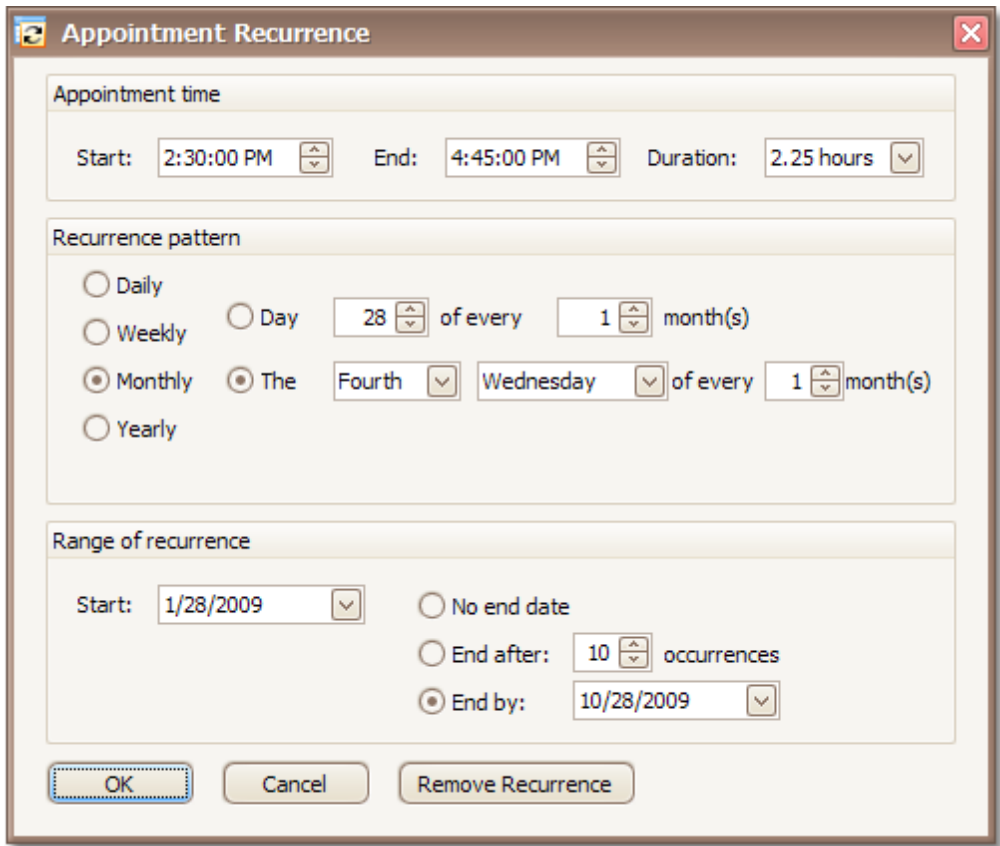 Appointment Recurrence
Appointment time
Start: 2:30:00 PM End: 4:45:00 PM Duration: 2.25 hours
Recurrence pattern
Daily
Day 28 of every 1 month(s)
Weekly
Monthly The Fourth Wednesday of every 1 month(s)
Yearly
Range of recurrence
Start: 1/28/2009 No end date
End after: 10 occurrences
End by: 10/28/2009
OK Cancel Remove Recurrence